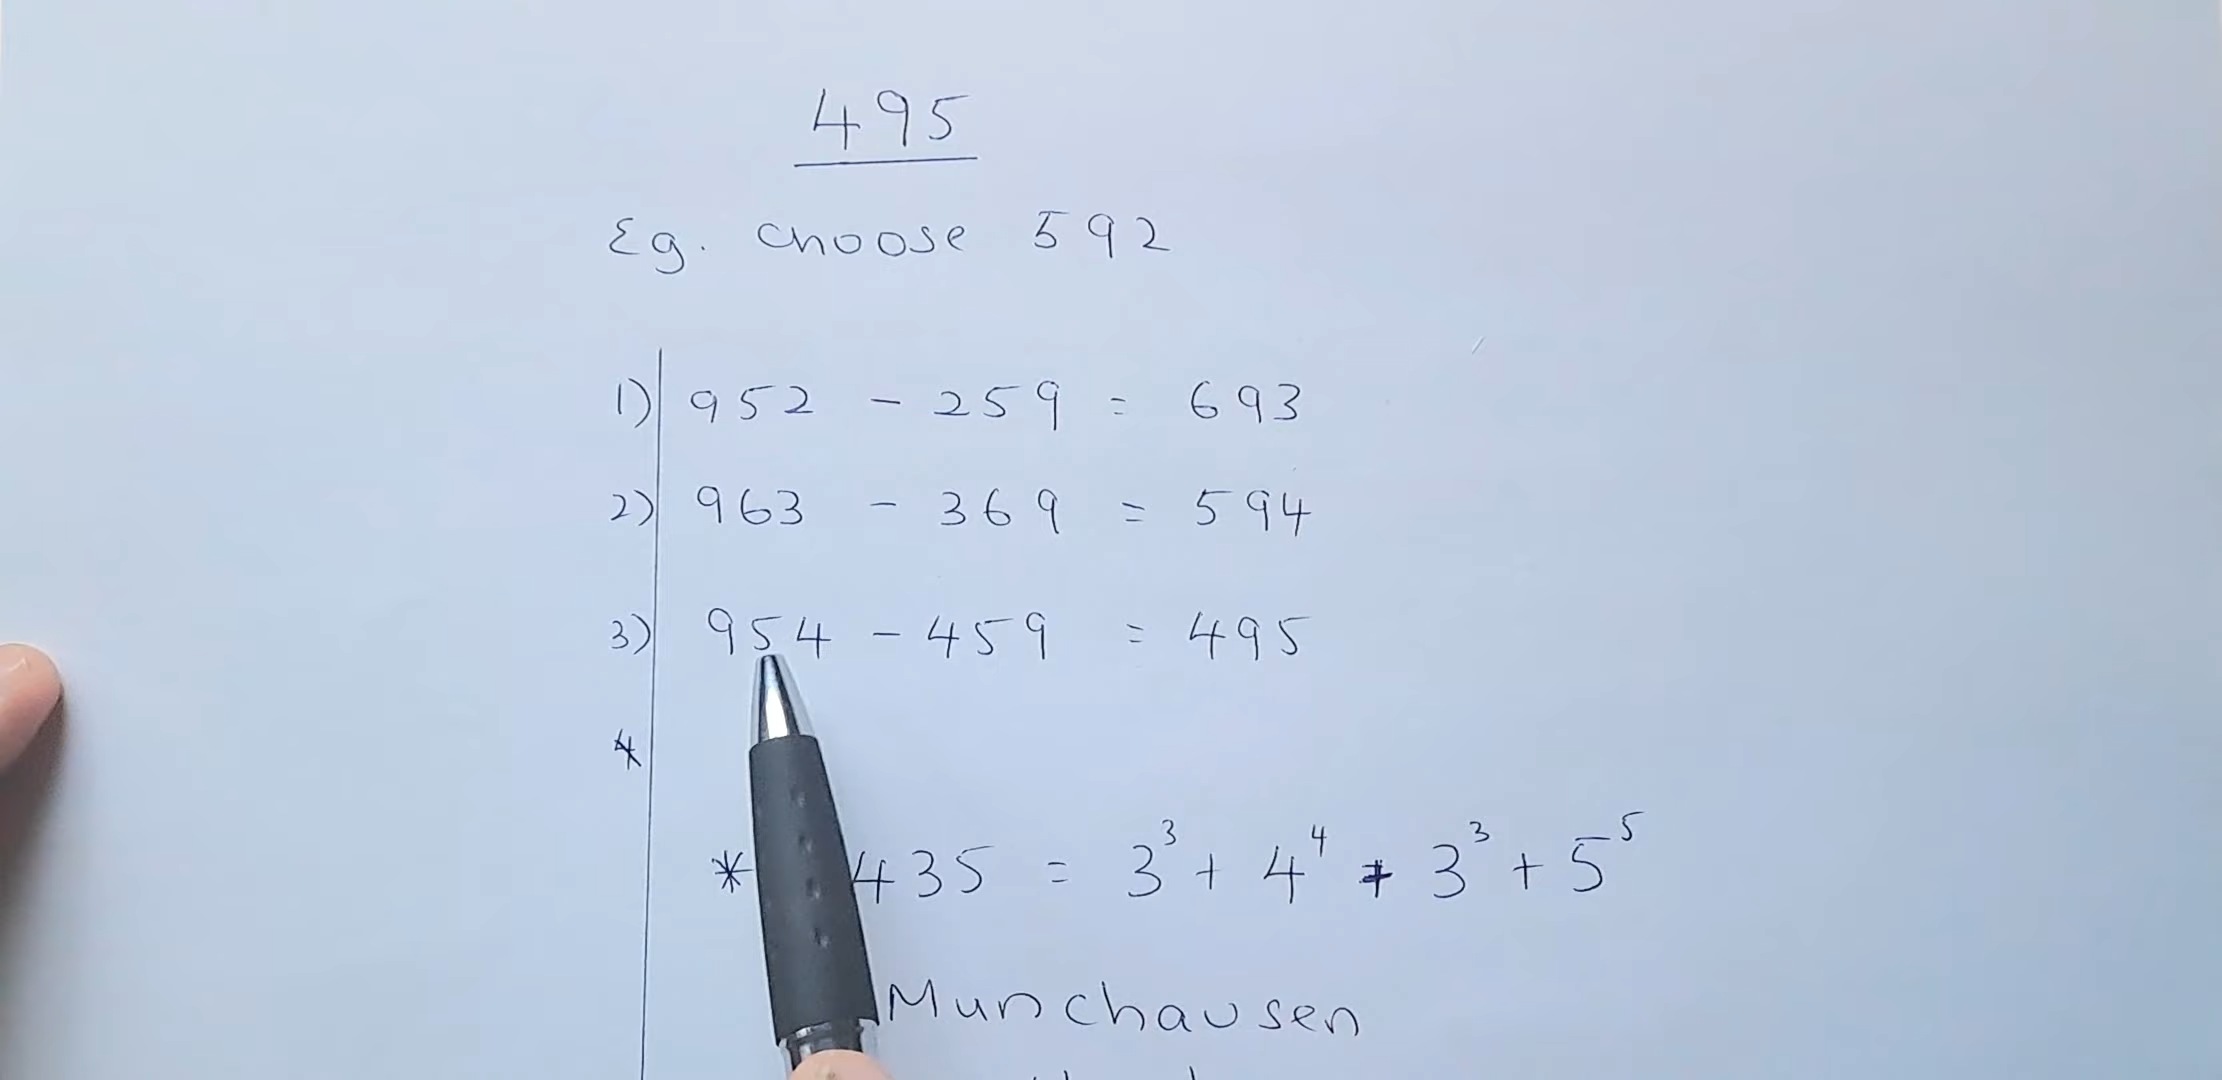 495
Eg. choose 592
1) 952 - 259 = 693
2) 963 - 369 = 594
3) 954 - 459 = 495
4
* 435 = 3³ + 4⁴ + 3³ + 5⁵
Munchausen